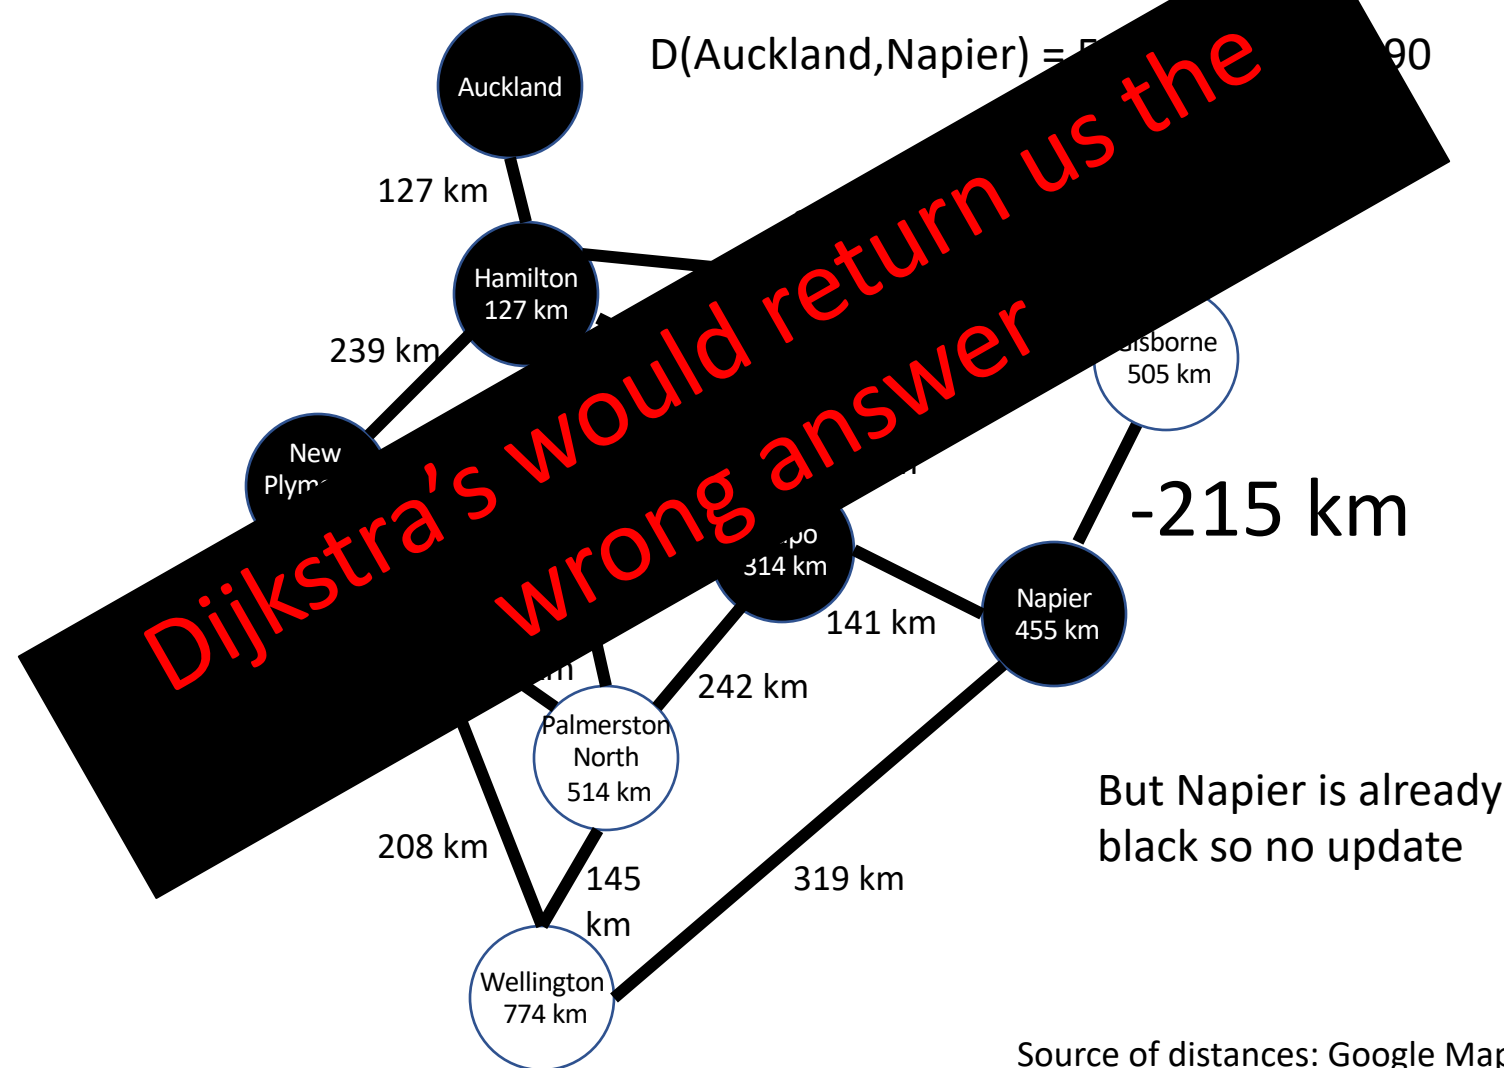 D(Auckland,Napier) =
90
Auckland
127 km
Hamilton
127 km
239 km
Dijkstra’s would return us the
wrong answer
505 km
New
-215 km
314 km
141 km
Napier
455 km
242 km
Palmerston
North
514 km
But Napier is already
black so no update
208 km
145
km
319 km
Wellington
774 km
Source of distances: Google Map